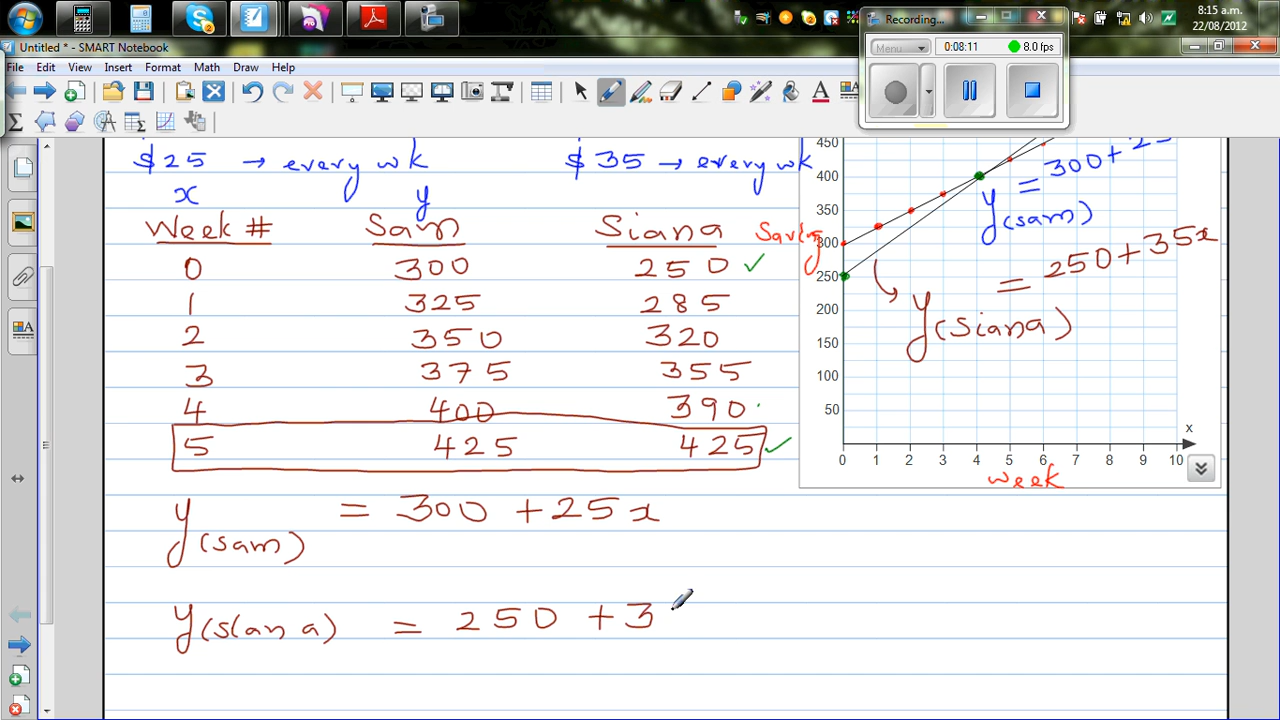 8:15 a.m.
22/08/2012
Untitled * - SMART Notebook
File Edit View Insert Format Math Draw Help
Recording...
Menu
0:08:11
8.0 fps
$25 → every wk
$35 → every wk
x
y
Week # Sam Siana
Saving
0 300 250 ✓
1 325 285
2 350 320
3 375 355
4 400 390
5 425 425 ✓
y(sam) = 300 + 25x
y(siana) = 250 + 3
450
400
350
300
250
200
150
100
50
0 1 2 3 4 5 6 7 8 9 10
x
week
y(sam) = 300 + 25
y(siana) = 250 + 35x